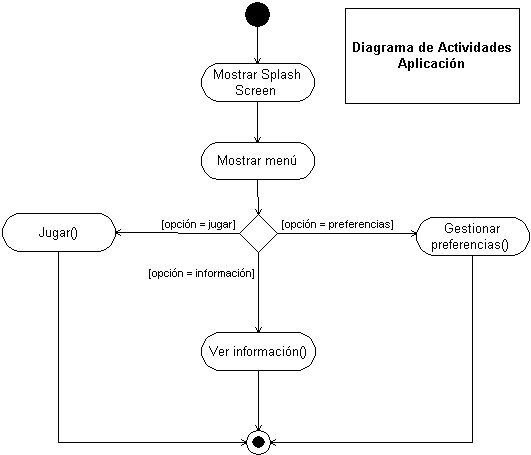 Diagrama de Actividades
Aplicación
Mostrar Splash
Screen
Mostrar menú
[opción = jugar]
[opción = preferencias]
Jugar()
Gestionar
preferencias()
[opción = información]
Ver información()